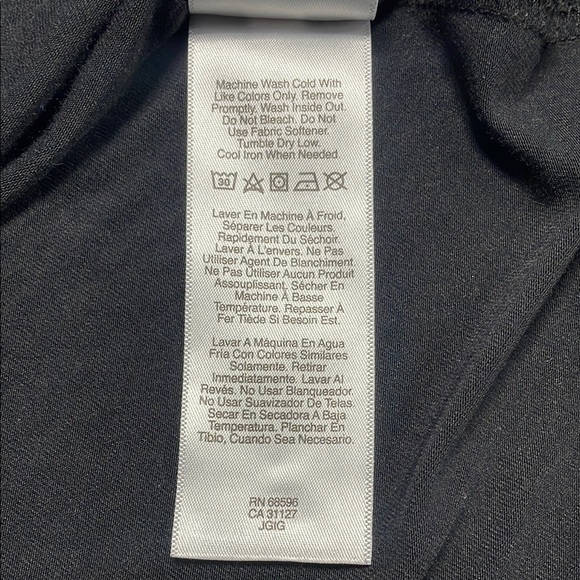 Machine Wash Cold With
Like Colors Only. Remove
Promptly. Wash Inside Out.
Do Not Bleach. Do Not
Use Fabric Softener.
Tumble Dry Low.
Cool Iron When Needed.
30
Laver En Machine À Froid,
Séparer Les Couleurs.
Rapidement Du Séchoir.
Laver À L'envers. Ne Pas
Utiliser Agent De Blanchiment.
Ne Pas Utiliser Aucun Produit
Assouplissant. Sécher En
Machine À Basse
Température. Repasser À
Fer Tiède Si Besoin Est.
Lavar A Máquina En Agua
Fría Con Colores Similares
Solamente. Retirar
Inmediatamente. Lavar Al
Revés. No Usar Blanqueador.
No Usar Suavizador De Telas.
Secar En Secadora A Baja
Temperatura. Planchar En
Tibio, Cuando Sea Necesario.
RN 68596
CA 31127
JGIG